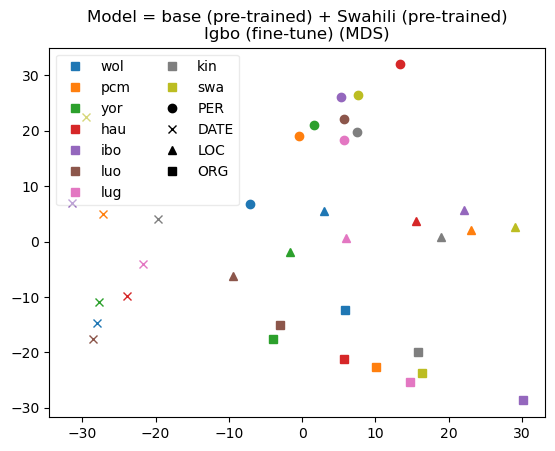 Model = base (pre-trained) + Swahili (pre-trained)
Igbo (fine-tune) (MDS)
wol
pcm
yor
hau
ibo
luo
lug
kin
swa
PER
DATE
LOC
ORG
30
20
10
0
−10
−20
−30
−30
−20
−10
0
10
20
30